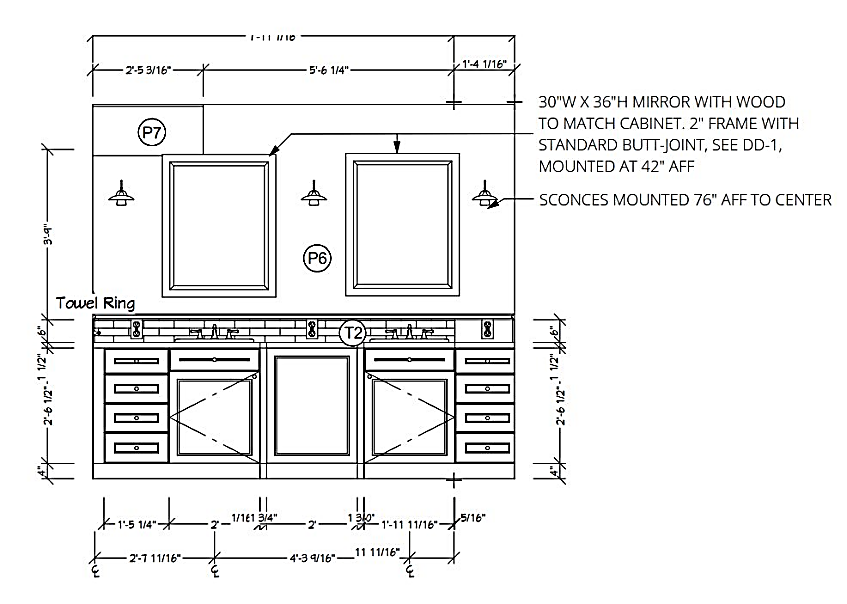 2'-5 3/16"
5'-6 1/4"
1'-4 1/16"
30"W X 36"H MIRROR WITH WOOD
TO MATCH CABINET. 2" FRAME WITH
STANDARD BUTT-JOINT, SEE DD-1,
MOUNTED AT 42" AFF
P7
SCONCES MOUNTED 76" AFF TO CENTER
3'-9"
P6
Towel Ring
6"
T2
6"
1 1/2"
1 1/2"
2'-6 1/2"
2'-6 1/2"
4"
4"
1'-5 1/4"
2'
2'
1'-11 11/16"
5/16"
2'-7 11/16"
4'-3 9/16"
11 11/16"